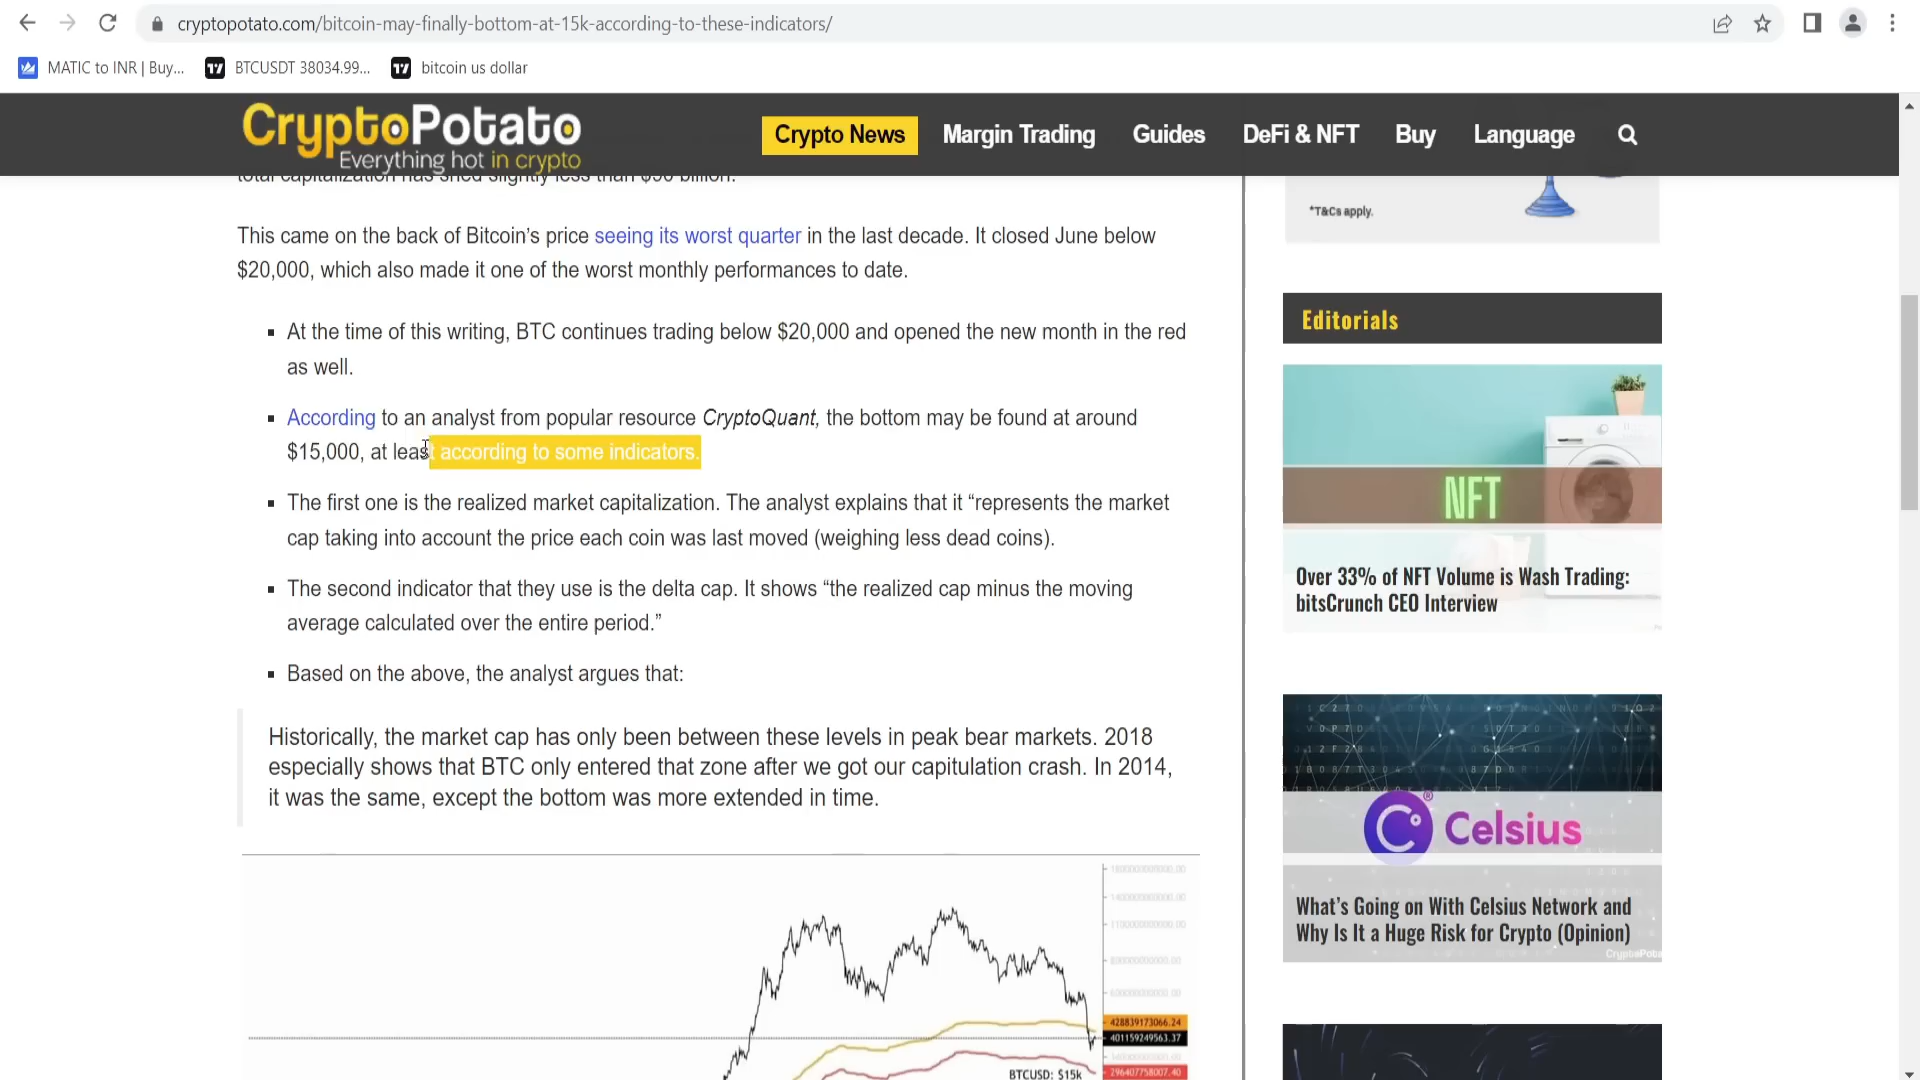 cryptopotato.com/bitcoin-may-finally-bottom-at-15k-according-to-these-indicators/
MATIC to INR | Buy...
BTCUSDT 38034.99...
bitcoin us dollar
CryptoPotato
Everything hot in crypto
Crypto News
Margin Trading
Guides
DeFi & NFT
Buy
Language
total capitalization has shed slightly less than $90 billion.
This came on the back of Bitcoin’s price seeing its worst quarter in the last decade. It closed June below
$20,000, which also made it one of the worst monthly performances to date.
▪ At the time of this writing, BTC continues trading below $20,000 and opened the new month in the red
as well.
▪ According to an analyst from popular resource CryptoQuant, the bottom may be found at around
$15,000, at least according to some indicators.
▪ The first one is the realized market capitalization. The analyst explains that it “represents the market
cap taking into account the price each coin was last moved (weighing less dead coins).
▪ The second indicator that they use is the delta cap. It shows “the realized cap minus the moving
average calculated over the entire period.”
▪ Based on the above, the analyst argues that:
Historically, the market cap has only been between these levels in peak bear markets. 2018
especially shows that BTC only entered that zone after we got our capitulation crash. In 2014,
it was the same, except the bottom was more extended in time.
428839173066.24
401159249563.37
296407758007.40
BTCUSD: $15k
*T&Cs apply.
Editorials
NFT
Over 33% of NFT Volume is Wash Trading:
bitsCrunch CEO Interview
Celsius
What’s Going on With Celsius Network and
Why Is It a Huge Risk for Crypto (Opinion)